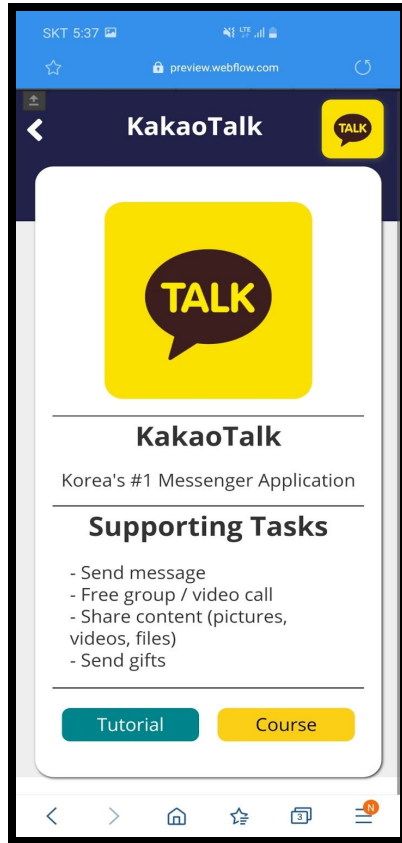 SKT 5:37 LTE
preview.webflow.com
KakaoTalk TALK
TALK
KakaoTalk
Korea's #1 Messenger Application
Supporting Tasks
- Send message
- Free group / video call
- Share content (pictures,
videos, files)
- Send gifts
Tutorial Course
3 N